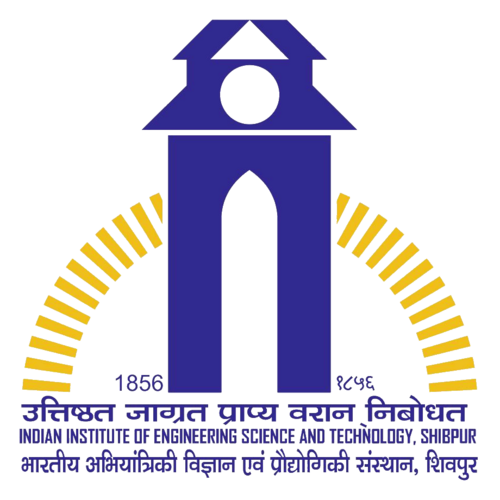 1856 १८५६
उत्तिष्ठत जाग्रत प्राप्य वरान् निबोधत
INDIAN INSTITUTE OF ENGINEERING SCIENCE AND TECHNOLOGY, SHIBPUR
भारतीय अभियांत्रिकी विज्ञान एवं प्रौद्योगिकी संस्थान, शिवपुर